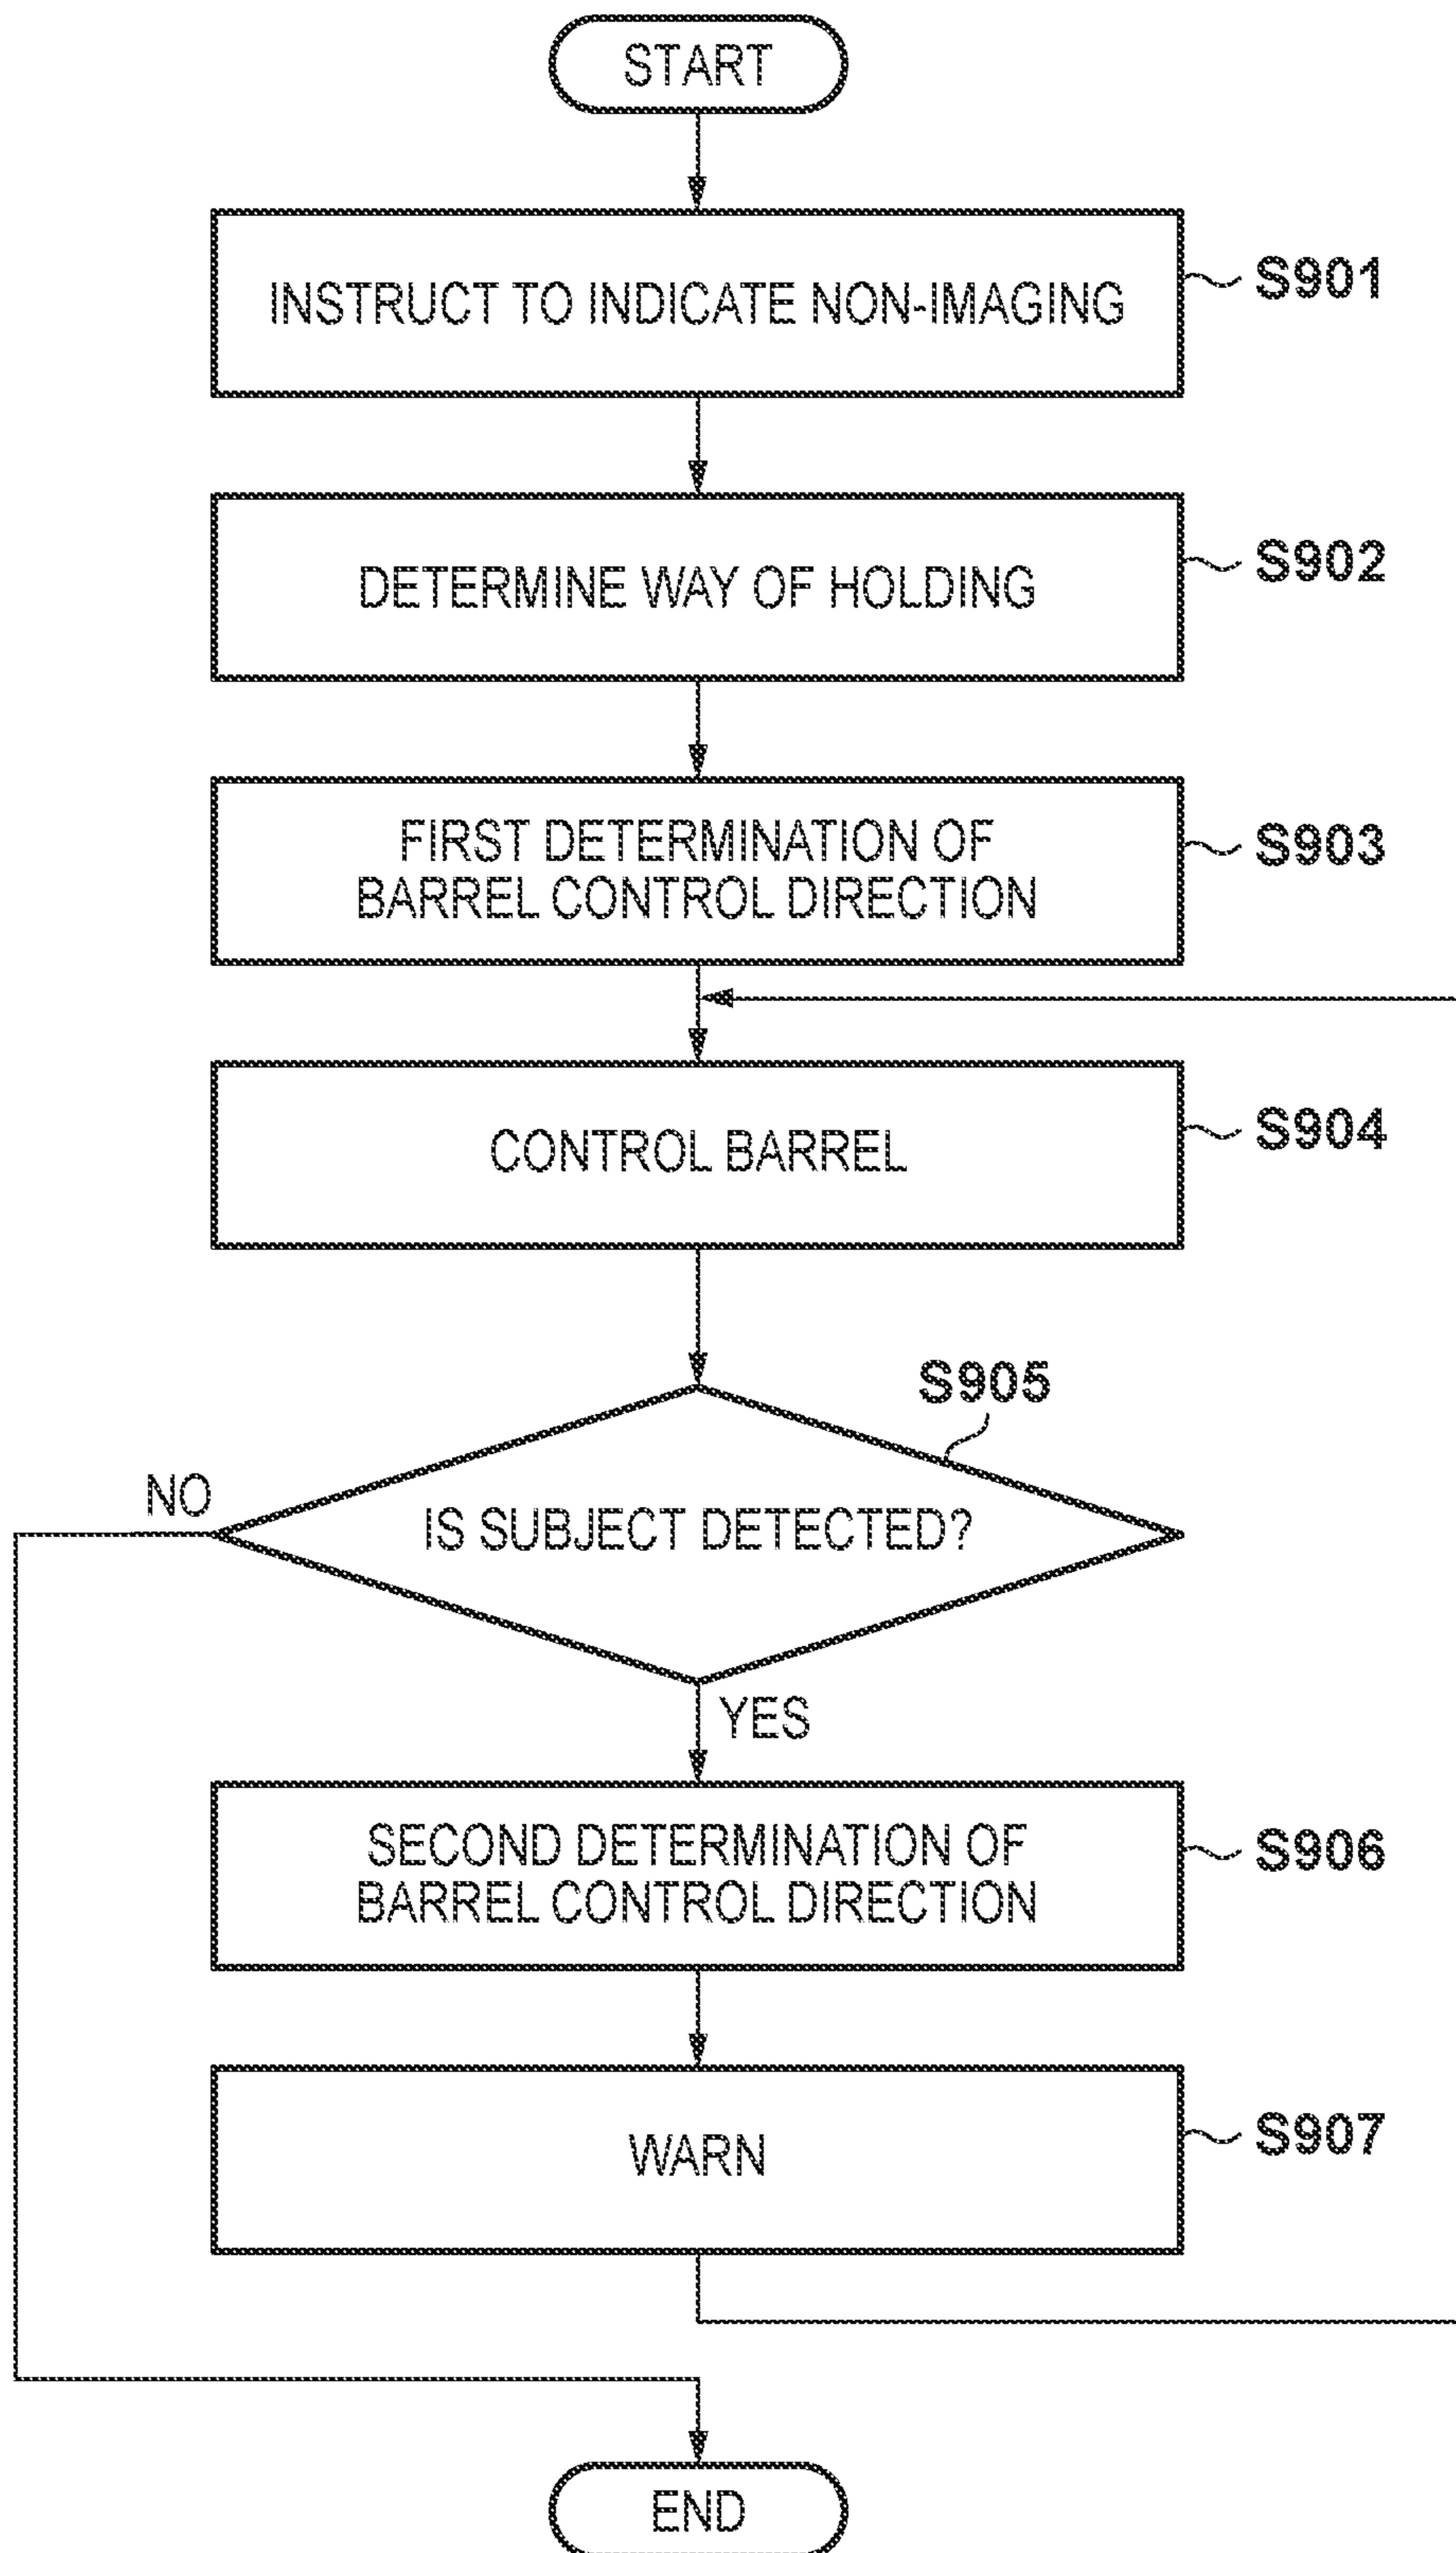 START
INSTRUCT TO INDICATE NON-IMAGING
S901
DETERMINE WAY OF HOLDING
S902
FIRST DETERMINATION OF
BARREL CONTROL DIRECTION
S903
CONTROL BARREL
S904
S905
NO
IS SUBJECT DETECTED?
YES
SECOND DETERMINATION OF
BARREL CONTROL DIRECTION
S906
WARN
S907
END